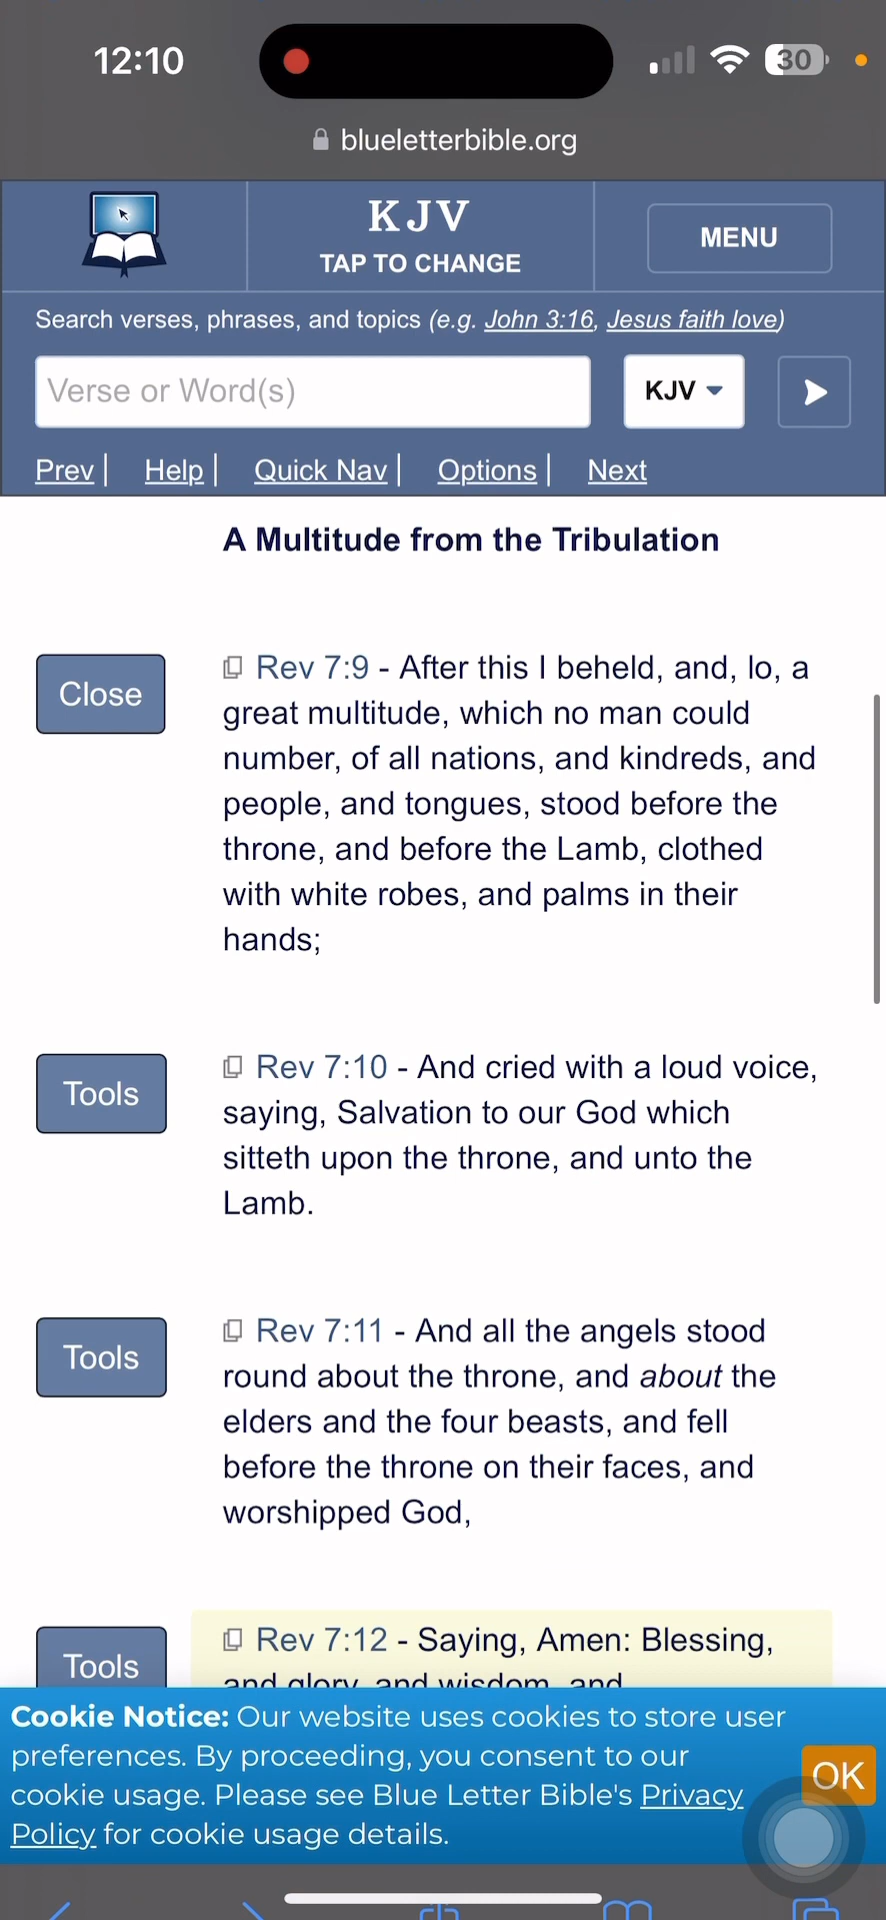 12:10
30
blueletterbible.org
KJV
TAP TO CHANGE
MENU
Search verses, phrases, and topics (e.g. John 3:16, Jesus faith love)
Verse or Word(s)
KJV
Prev | Help | Quick Nav | Options | Next
A Multitude from the Tribulation
Close
Rev 7:9 - After this I beheld, and, lo, a
great multitude, which no man could
number, of all nations, and kindreds, and
people, and tongues, stood before the
throne, and before the Lamb, clothed
with white robes, and palms in their
hands;
Tools
Rev 7:10 - And cried with a loud voice,
saying, Salvation to our God which
sitteth upon the throne, and unto the
Lamb.
Tools
Rev 7:11 - And all the angels stood
round about the throne, and about the
elders and the four beasts, and fell
before the throne on their faces, and
worshipped God,
Tools
Rev 7:12 - Saying, Amen: Blessing,
and glory, and wisdom, and
Cookie Notice: Our website uses cookies to store user
preferences. By proceeding, you consent to our
cookie usage. Please see Blue Letter Bible's Privacy
Policy for cookie usage details.
OK